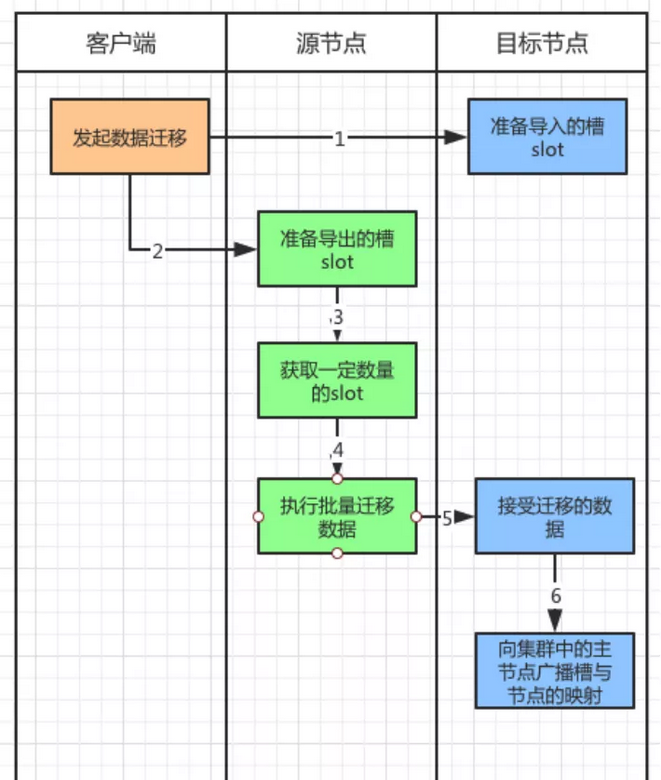 客户端
源节点
目标节点
发起数据迁移
1
准备导入的槽
slot
2
准备导出的槽
slot
,3
获取一定数量
的slot
,4
执行批量迁移
数据
5
接受迁移的数
据
6
向集群中的主
节点广播槽与
节点的映射